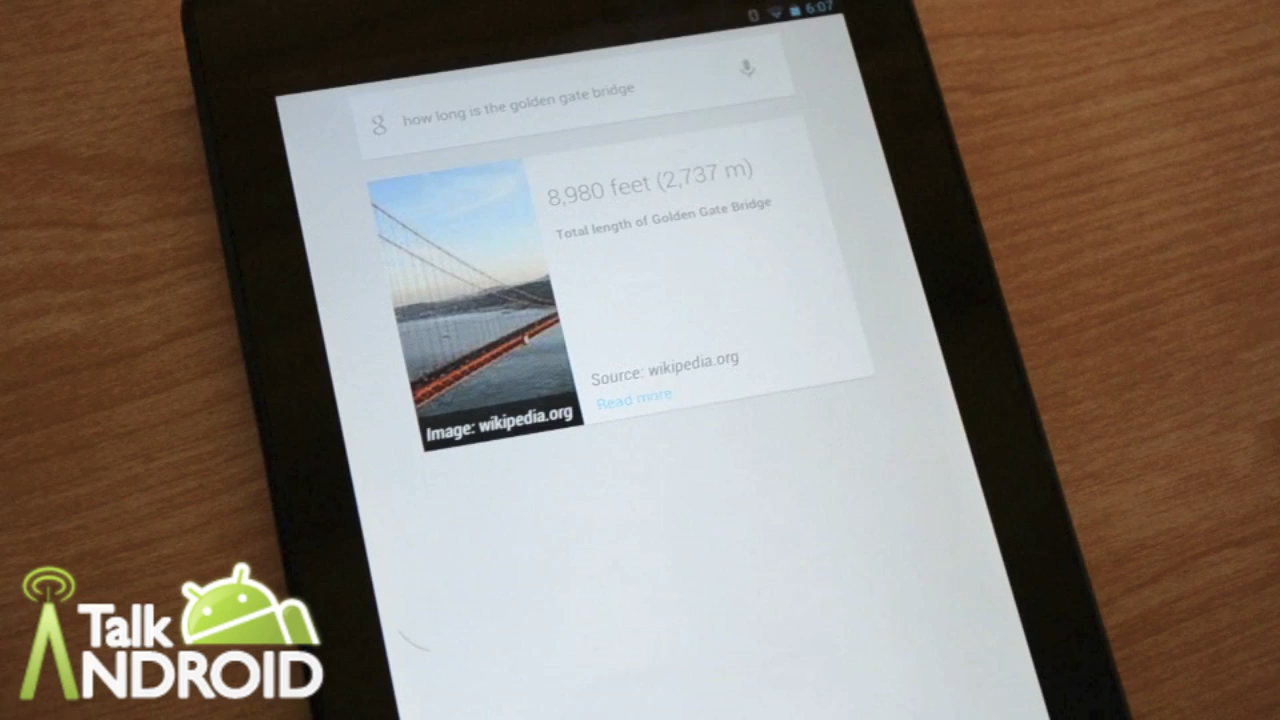 6:07
how long is the golden gate bridge
8,980 feet (2,737 m)
Total length of Golden Gate Bridge
Source: wikipedia.org
Read more
Image: wikipedia.org
Talk
ANDROID